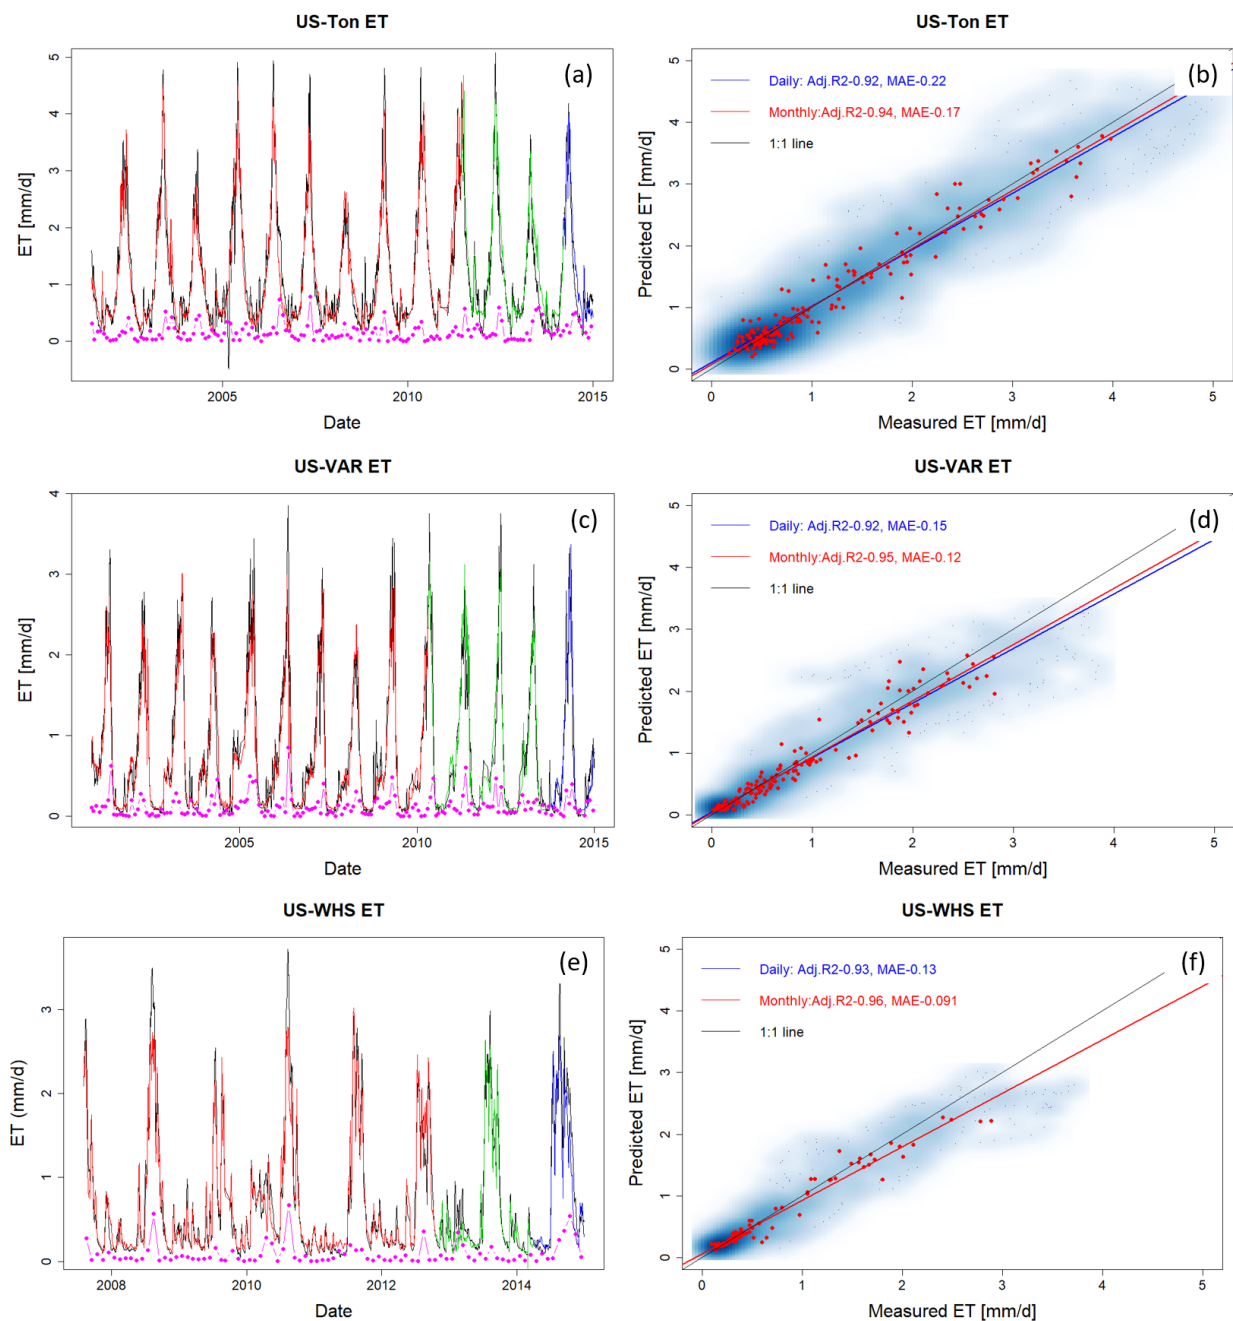 US-Ton ET
(a)
ET [mm/d]
5
4
3
2
1
0
2005
2010
2015
Date
US-Ton ET
(b)
Daily: Adj.R2-0.92, MAE-0.22
Monthly:Adj.R2-0.94, MAE-0.17
1:1 line
Predicted ET [mm/d]
5
4
3
2
1
0
0
1
2
3
4
5
Measured ET [mm/d]
US-VAR ET
(c)
ET [mm/d]
4
3
2
1
0
2005
2010
2015
Date
US-VAR ET
(d)
Daily: Adj.R2-0.92, MAE-0.15
Monthly:Adj.R2-0.95, MAE-0.12
1:1 line
Predicted ET [mm/d]
5
4
3
2
1
0
0
1
2
3
4
5
Measured ET [mm/d]
US-WHS ET
(e)
ET (mm/d)
3
2
1
0
2008
2010
2012
2014
Date
US-WHS ET
(f)
Daily: Adj.R2-0.93, MAE-0.13
Monthly:Adj.R2-0.96, MAE-0.091
1:1 line
Predicted ET [mm/d]
5
4
3
2
1
0
0
1
2
3
4
5
Measured ET [mm/d]